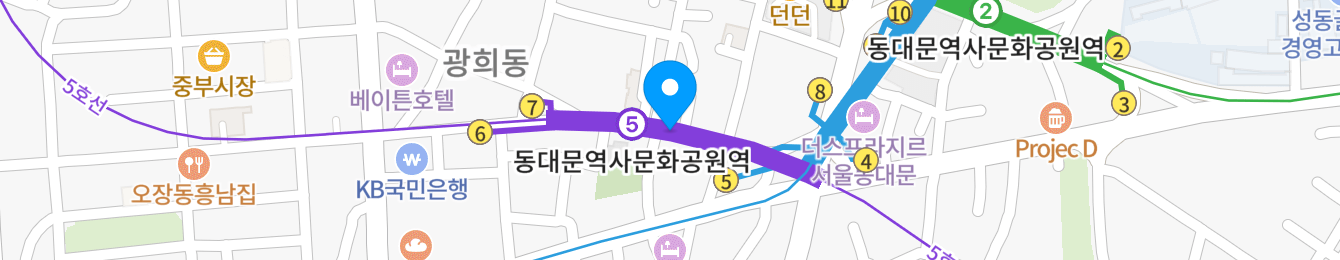 11
던던
10
2
성동글
경영고
동대문역사문화공원역
2
중부시장
광희동
베이튼호텔
5호선
8
3
7
5
6
Projec D
더스프라지르
서울동대문
4
동대문역사문화공원역
5
KB국민은행
오장동흥남집
5호